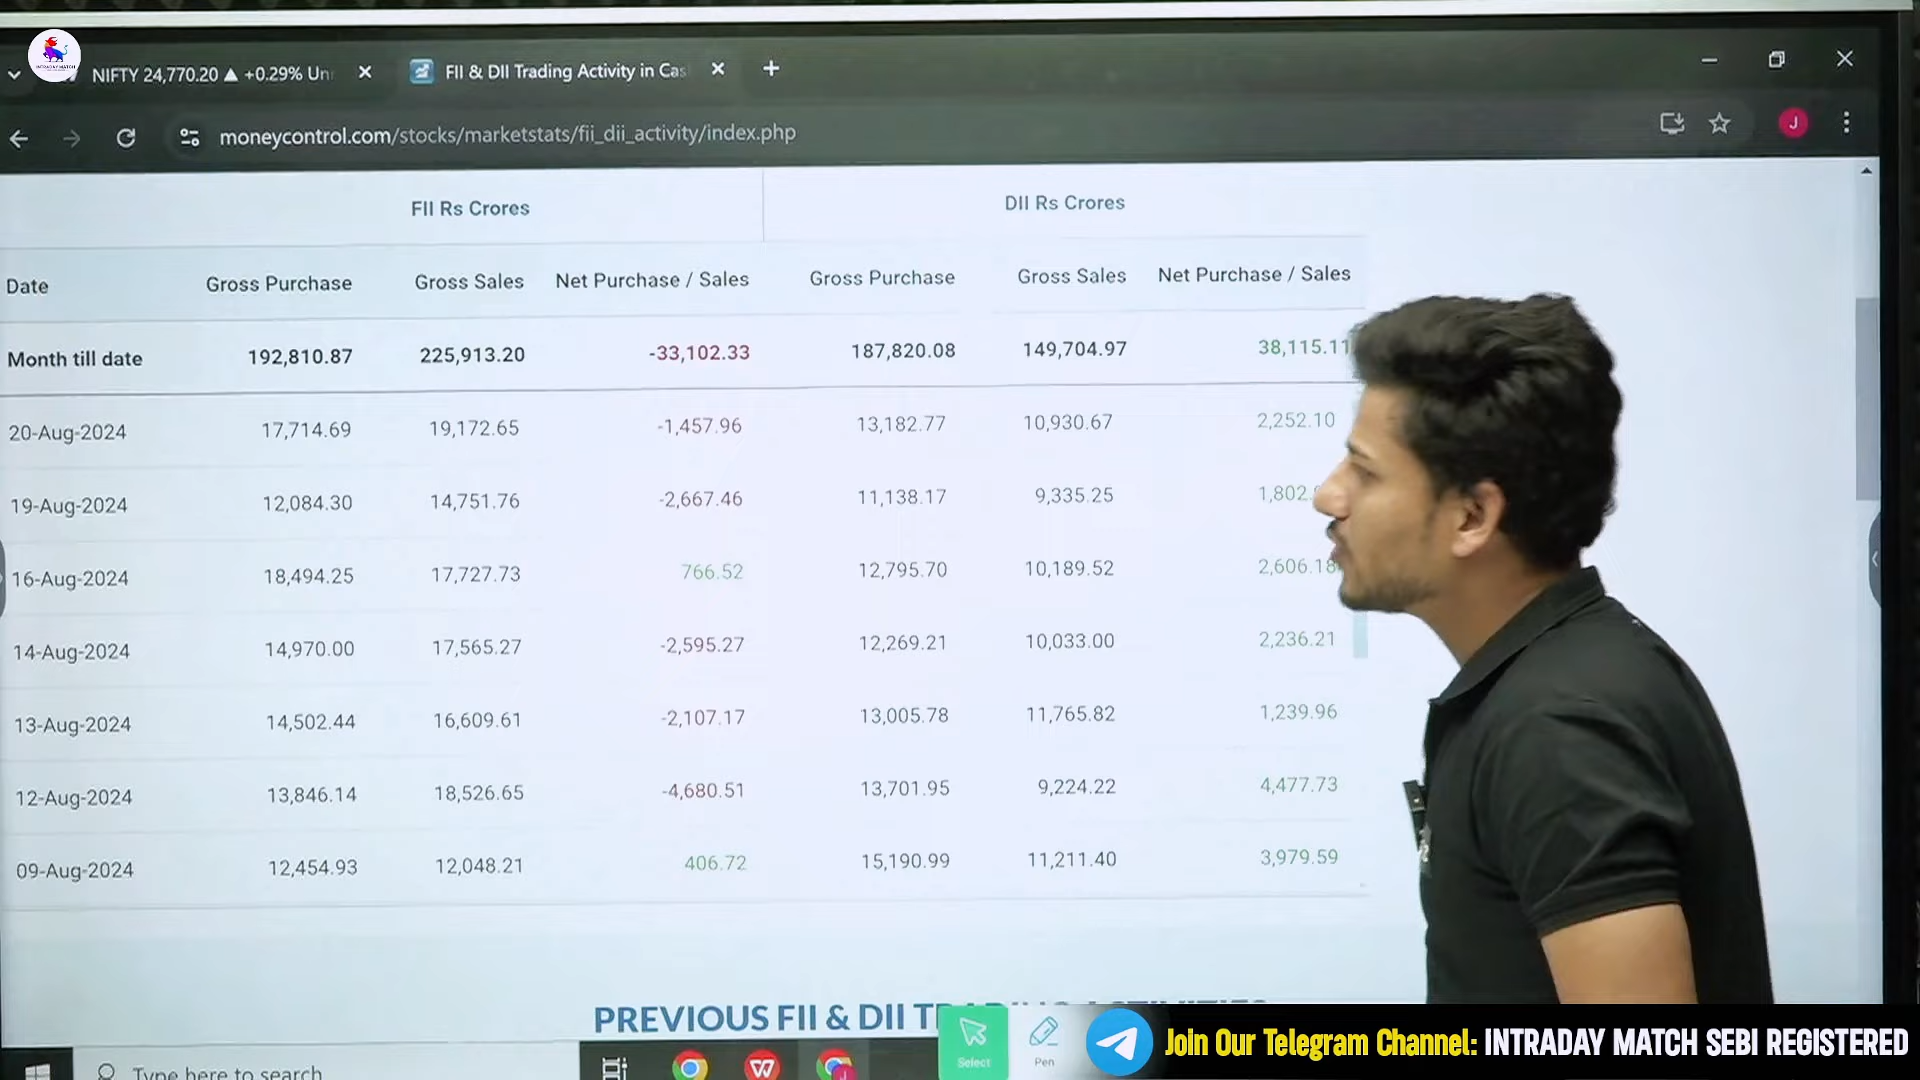 NIFTY 24,770.20 ▲ +0.29% Un
FII & DII Trading Activity in Cas
moneycontrol.com/stocks/marketstats/fii_dii_activity/index.php
J
FII Rs Crores DII Rs Crores
Date Gross Purchase Gross Sales Net Purchase / Sales Gross Purchase Gross Sales Net Purchase / Sales
Month till date 192,810.87 225,913.20 -33,102.33 187,820.08 149,704.97 38,115.11
20-Aug-2024 17,714.69 19,172.65 -1,457.96 13,182.77 10,930.67 2,252.10
19-Aug-2024 12,084.30 14,751.76 -2,667.46 11,138.17 9,335.25 1,802.
16-Aug-2024 18,494.25 17,727.73 766.52 12,795.70 10,189.52 2,606.18
14-Aug-2024 14,970.00 17,565.27 -2,595.27 12,269.21 10,033.00 2,236.21
13-Aug-2024 14,502.44 16,609.61 -2,107.17 13,005.78 11,765.82 1,239.96
12-Aug-2024 13,846.14 18,526.65 -4,680.51 13,701.95 9,224.22 4,477.73
09-Aug-2024 12,454.93 12,048.21 406.72 15,190.99 11,211.40 3,979.59
PREVIOUS FII & DII
Select
Pen
Type here to search
Join Our Telegram Channel: INTRADAY MATCH SEBI REGISTERED